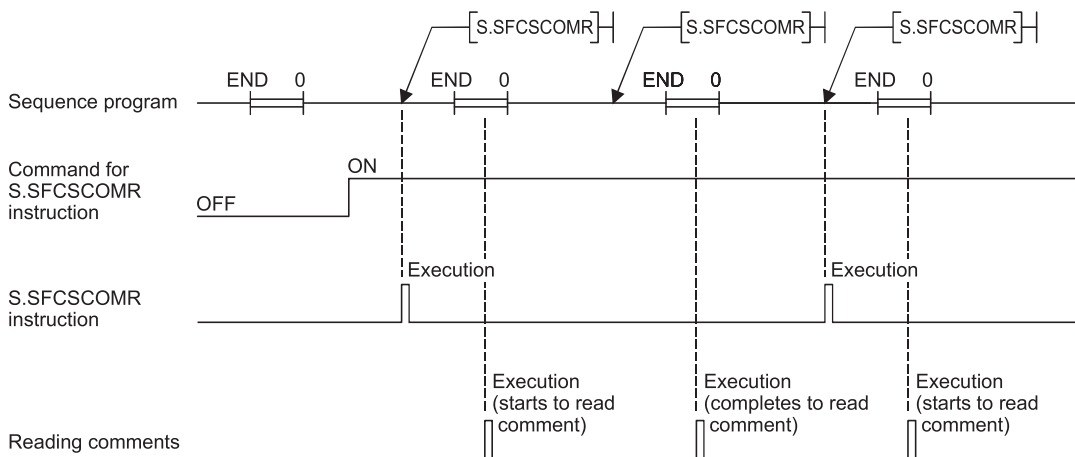 [S.SFCSCOMR] [S.SFCSCOMR] [S.SFCSCOMR]
END 0 END 0 END 0 END 0
Sequence program
Command for
S.SFCSCOMR
instruction
ON
OFF
Execution Execution
S.SFCSCOMR
instruction
Execution
(starts to read
comment)
Execution
(completes to read
comment)
Execution
(starts to read
comment)
Reading comments